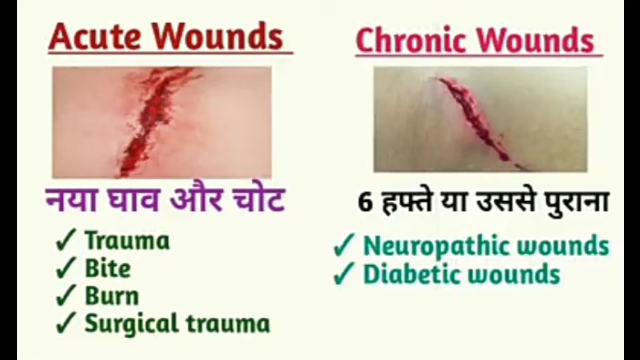 Acute Wounds
नया घाव और चोट
✓ Trauma
✓ Bite
✓ Burn
✓ Surgical trauma
Chronic Wounds
6 हफ्ते या उससे पुराना
✓ Neuropathic wounds
✓ Diabetic wounds